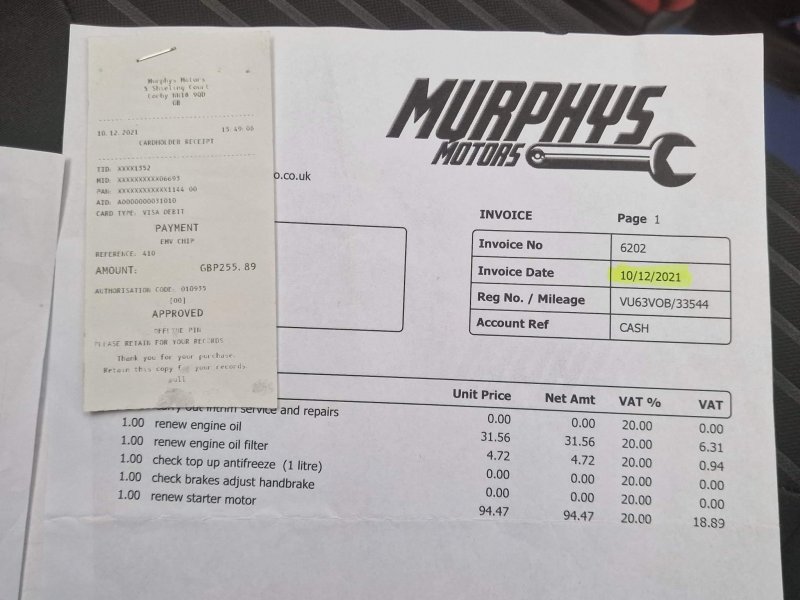 Murphys Motors
5 Shieling Court
Corby NN18 9QD
GB
10.12.2021 15:49:06
CARDHOLDER RECEIPT
TID: XXXX1352
MID: XXXXXXXXXX06693
PAN: XXXXXXXXXXXX1144 00
AID: A0000000031010
CARD TYPE: VISA DEBIT
PAYMENT
EMV CHIP
REFERENCE: 410
AMOUNT: GBP255.89
AUTHORISATION CODE: 010935
[00]
APPROVED
OFFLINE PIN
PLEASE RETAIN FOR YOUR RECORDS
Thank you for your purchase.
Retain this copy for your records
MURPHYS
MOTORS
o.co.uk
INVOICE Page 1
Invoice No 6202
Invoice Date 10/12/2021
Reg No. / Mileage VU63VOB/33544
Account Ref CASH
Unit Price Net Amt VAT % VAT
carry out intrim service and repairs 0.00 0.00 20.00 0.00
1.00 renew engine oil 31.56 31.56 20.00 6.31
1.00 renew engine oil filter 4.72 4.72 20.00 0.94
1.00 check top up antifreeze (1 litre) 0.00 0.00 20.00 0.00
1.00 check brakes adjust handbrake 0.00 0.00 20.00 0.00
1.00 renew starter motor 94.47 94.47 20.00 18.89